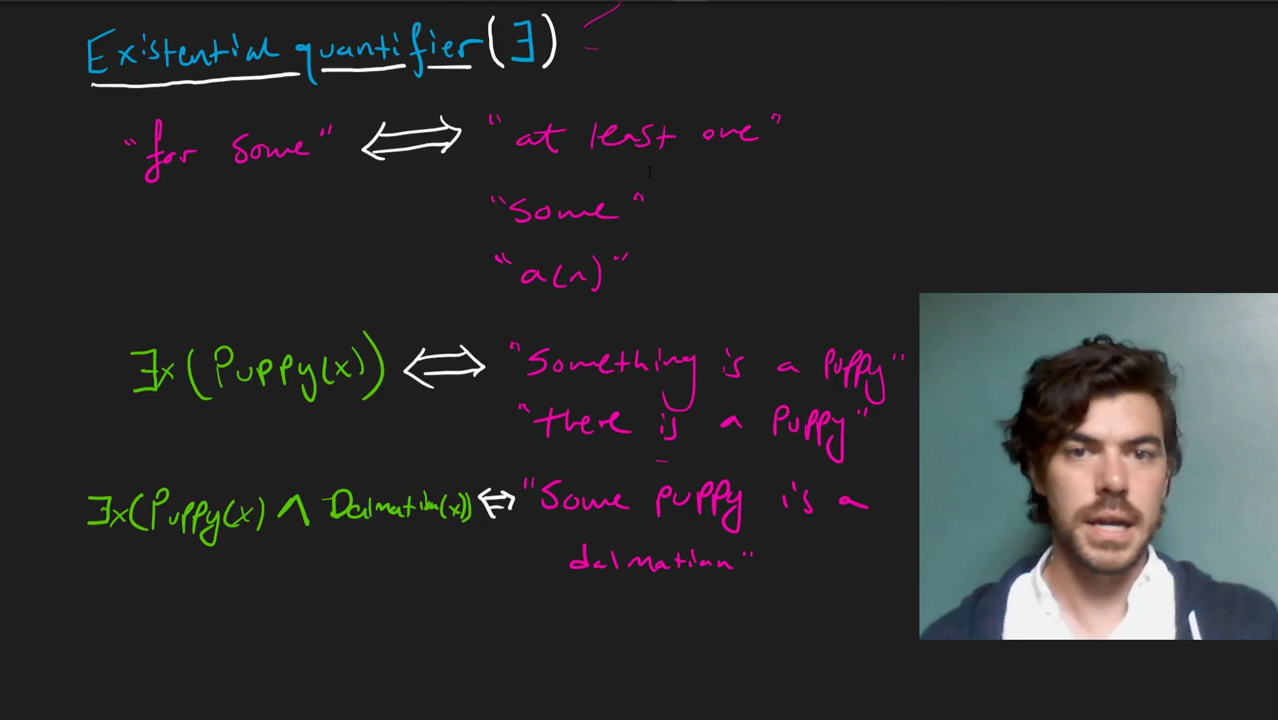 Existential quantifier (∃)
"for some" ⟺ "at least one"
"Some"
"a(n)"
∃x(Puppy(x)) ⟺ "Something is a puppy"
"there is a puppy"
∃x(Puppy(x) ∧ Dalmatian(x)) ⟺ "Some puppy is a
dalmatian"